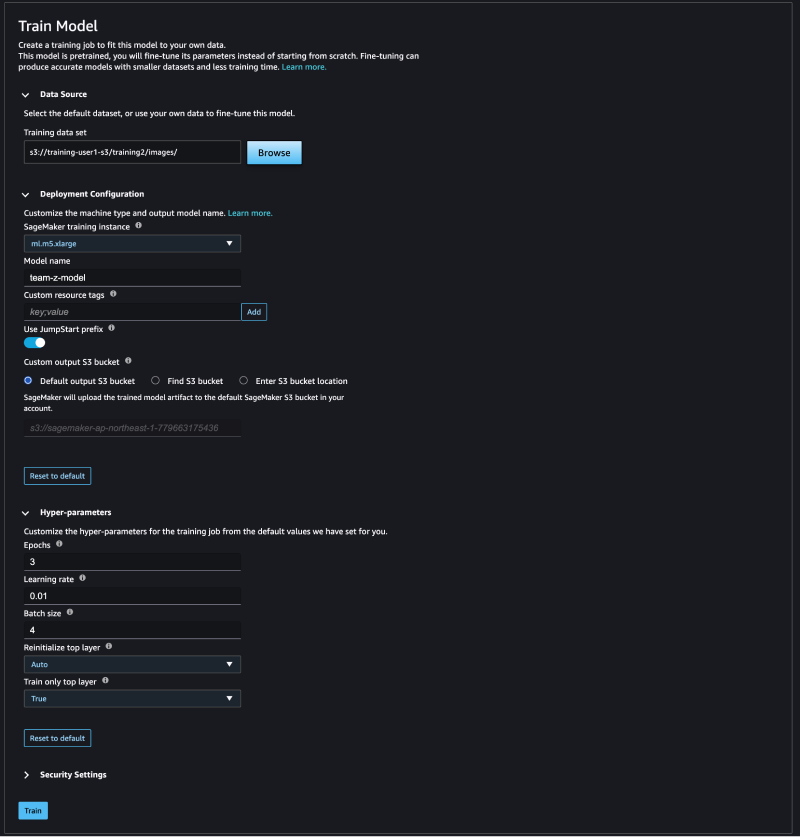 Train Model
Create a training job to fit this model to your own data.
This model is pretrained, you will fine-tune its parameters instead of starting from scratch. Fine-tuning can
produce accurate models with smaller datasets and less training time. Learn more.
Data Source
Select the default dataset, or use your own data to fine-tune this model.
Training data set
s3://training-user1-s3/training2/images/
Browse
Deployment Configuration
Customize the machine type and output model name. Learn more.
SageMaker training instance
ml.m5.xlarge
Model name
team-z-model
Custom resource tags
key;value
Add
Use JumpStart prefix
Custom output S3 bucket
Default output S3 bucket Find S3 bucket Enter S3 bucket location
SageMaker will upload the trained model artifact to the default SageMaker S3 bucket in your
account.
s3://sagemaker-ap-northeast-1-779663175436
Reset to default
Hyper-parameters
Customize the hyper-parameters for the training job from the default values we have set for you.
Epochs
3
Learning rate
0.01
Batch size
4
Reinitialize top layer
Auto
Train only top layer
True
Reset to default
Security Settings
Train